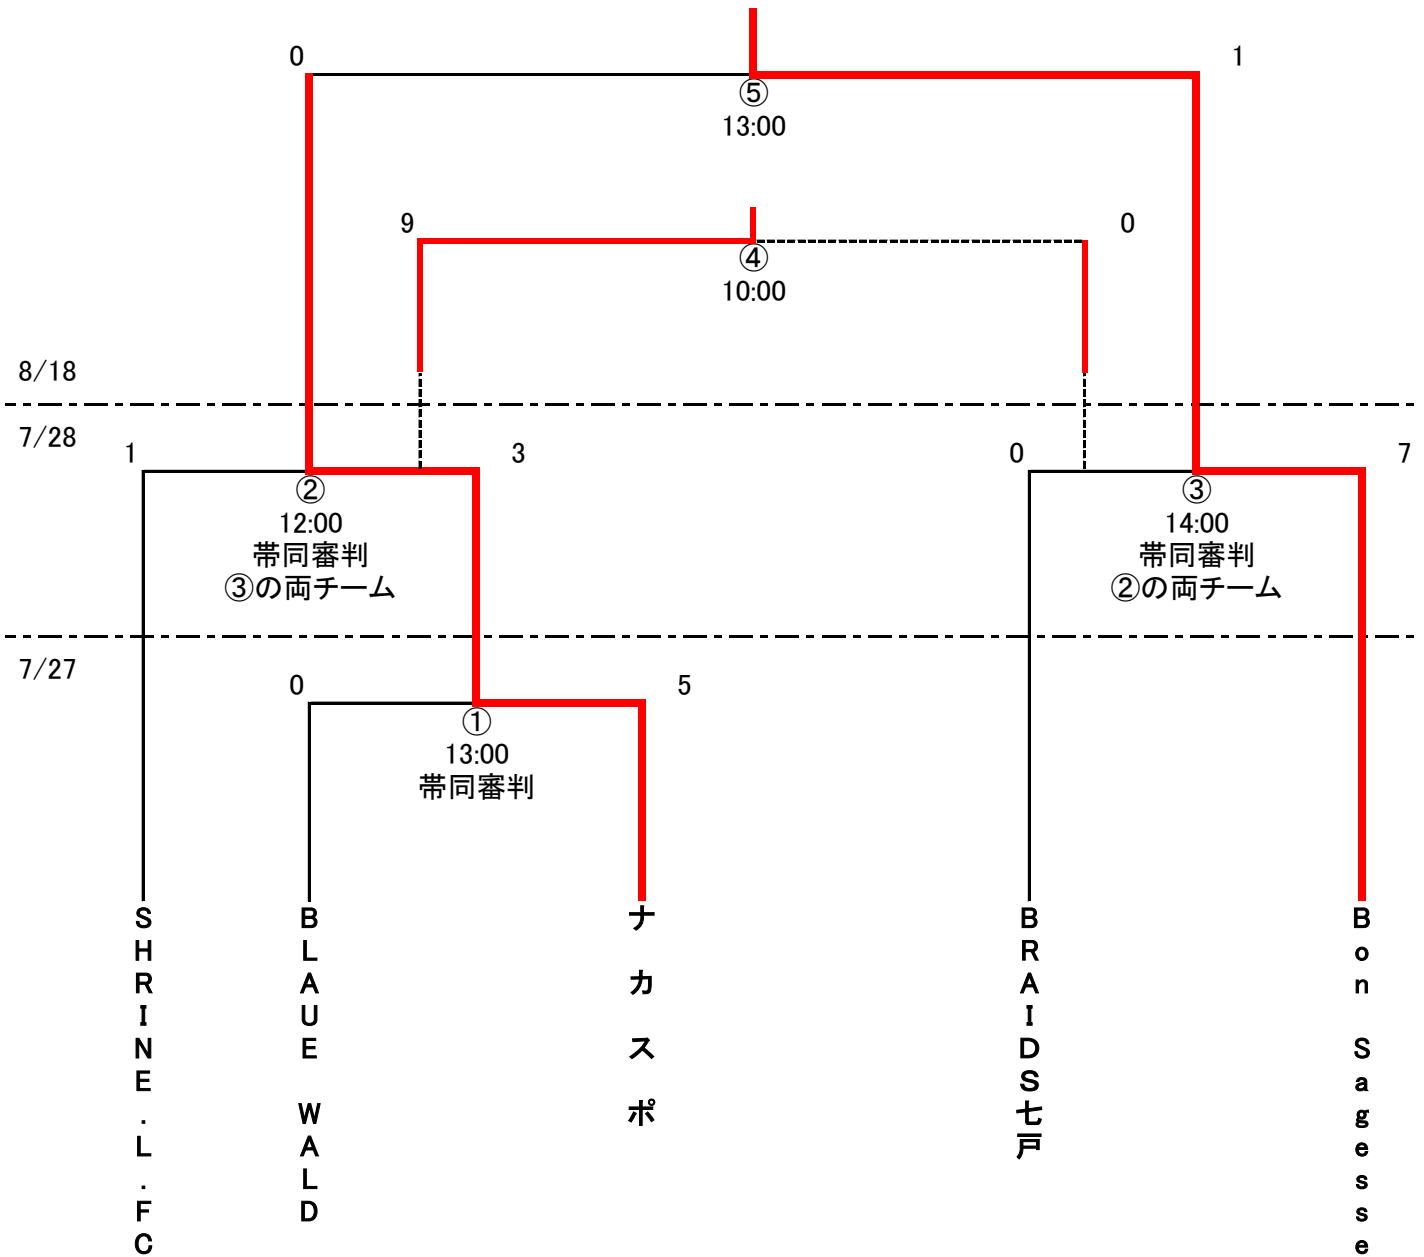 0
1
⑤
13:00
9
0
④
10:00
8/18
7/28
1
3
0
7
②
12:00
帯同審判
③の両チーム
③
14:00
帯同審判
②の両チーム
7/27
0
5
①
13:00
帯同審判
SHRINE.L.FC
BLAUE WALD
ナカスポ
BRAIDS七戸
Bon Sagesse